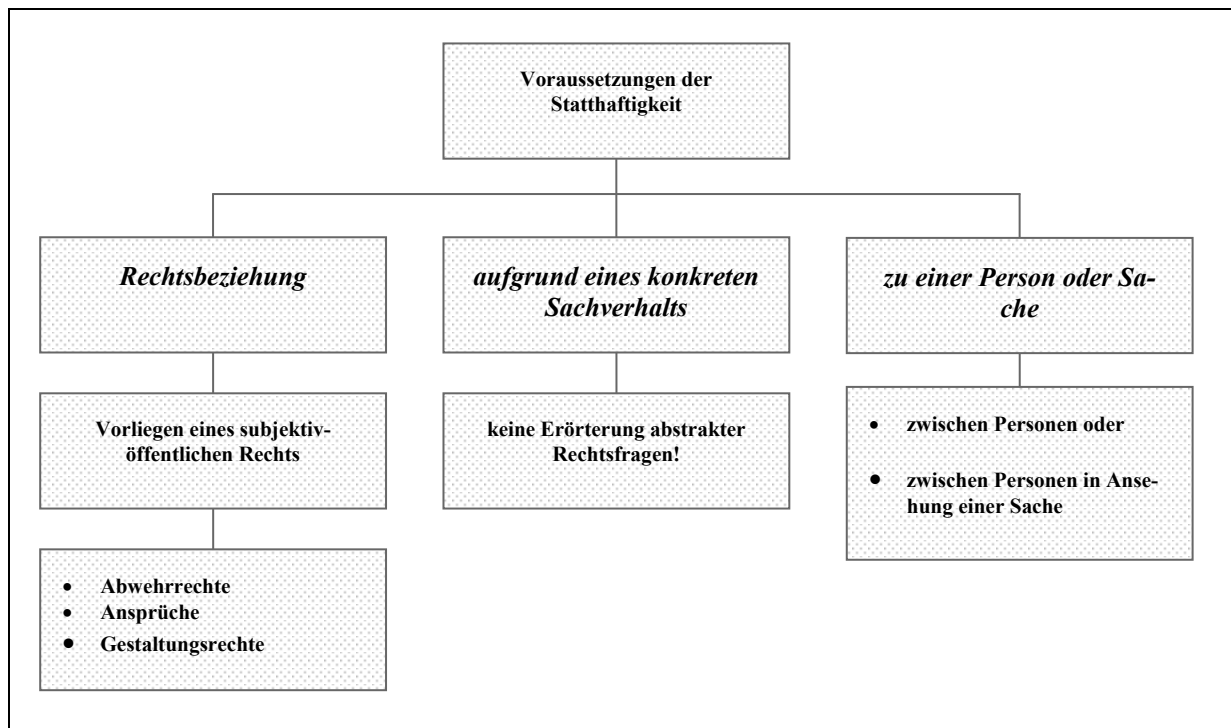 Voraussetzungen der
Statthaftigkeit
Rechtsbeziehung
aufgrund eines konkreten
Sachverhalts
zu einer Person oder Sa-
che
Vorliegen eines subjektiv-
öffentlichen Rechts
keine Erörterung abstrakter
Rechtsfragen!
• zwischen Personen oder
• zwischen Personen in Anse-
hung einer Sache
• Abwehrrechte
• Ansprüche
• Gestaltungsrechte